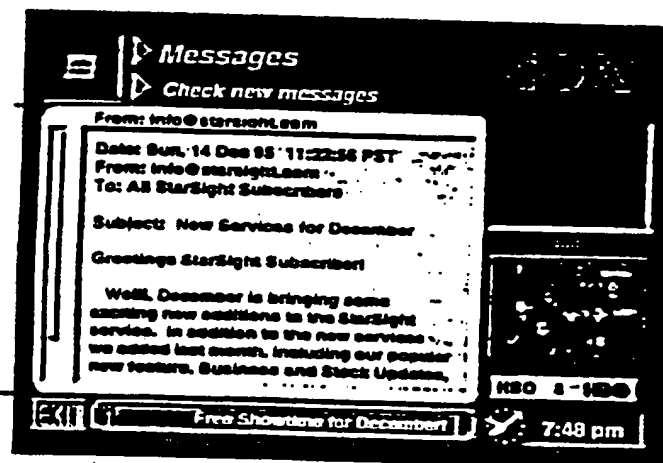 Messages
Check new messages
From: info@starsight.com
Date: Sun, 14 Dec 95 11:22:56 PST
From: info@starsight.com
To: All StarSight Subscribers
Subject: New Services for December
Greetings StarSight Subscriber!
Well, December is bringing some
exciting new additions to the StarSight
service. In addition to the new services
we added last month, including our popular
new feature, Business and Stock Updates,
HBO 8 - HBO
Free Showtime for December!
7:48 pm